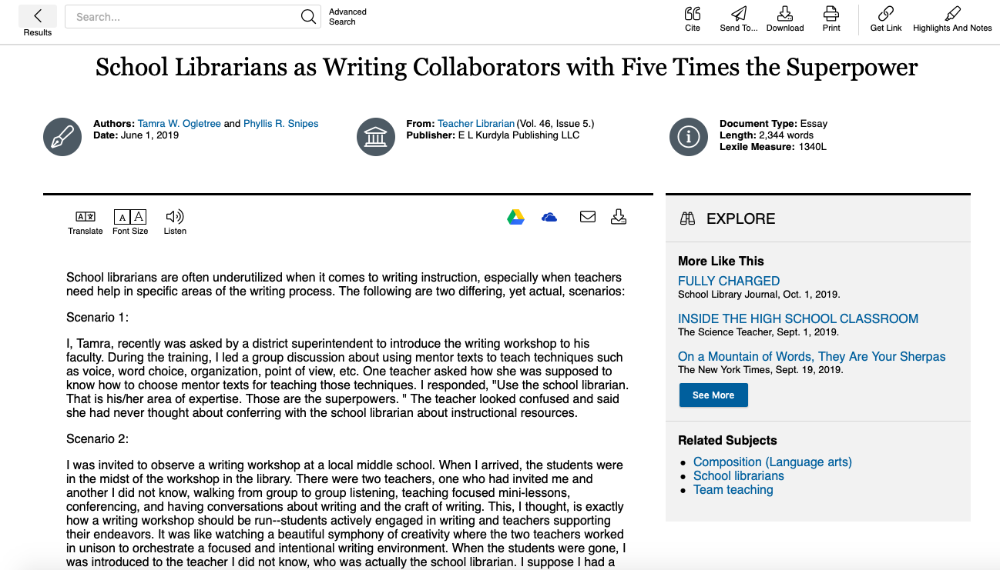 Results
Search...
Advanced
Search
Cite
Send To...
Download
Print
Get Link
Highlights And Notes
School Librarians as Writing Collaborators with Five Times the Superpower
Authors: Tamra W. Ogletree and Phyllis R. Snipes
Date: June 1, 2019
From: Teacher Librarian (Vol. 46, Issue 5.)
Publisher: E L Kurdyla Publishing LLC
Document Type: Essay
Length: 2,344 words
Lexile Measure: 1340L
Translate
Font Size
Listen
School librarians are often underutilized when it comes to writing instruction, especially when teachers
need help in specific areas of the writing process. The following are two differing, yet actual, scenarios:
Scenario 1:
I, Tamra, recently was asked by a district superintendent to introduce the writing workshop to his
faculty. During the training, I led a group discussion about using mentor texts to teach techniques such
as voice, word choice, organization, point of view, etc. One teacher asked how she was supposed to
know how to choose mentor texts for teaching those techniques. I responded, "Use the school librarian.
That is his/her area of expertise. Those are the superpowers. " The teacher looked confused and said
she had never thought about conferring with the school librarian about instructional resources.
Scenario 2:
I was invited to observe a writing workshop at a local middle school. When I arrived, the students were
in the midst of the workshop in the library. There were two teachers, one who had invited me and
another I did not know, walking from group to group listening, teaching focused mini-lessons,
conferencing, and having conversations about writing and the craft of writing. This, I thought, is exactly
how a writing workshop should be run--students actively engaged in writing and teachers supporting
their endeavors. It was like watching a beautiful symphony of creativity where the two teachers worked
in unison to orchestrate a focused and intentional writing environment. When the students were gone, I
was introduced to the teacher I did not know, who was actually the school librarian. I suppose I had a
EXPLORE
More Like This
FULLY CHARGED
School Library Journal, Oct. 1, 2019.
INSIDE THE HIGH SCHOOL CLASSROOM
The Science Teacher, Sept. 1, 2019.
On a Mountain of Words, They Are Your Sherpas
The New York Times, Sept. 19, 2019.
See More
Related Subjects
Composition (Language arts)
School librarians
Team teaching